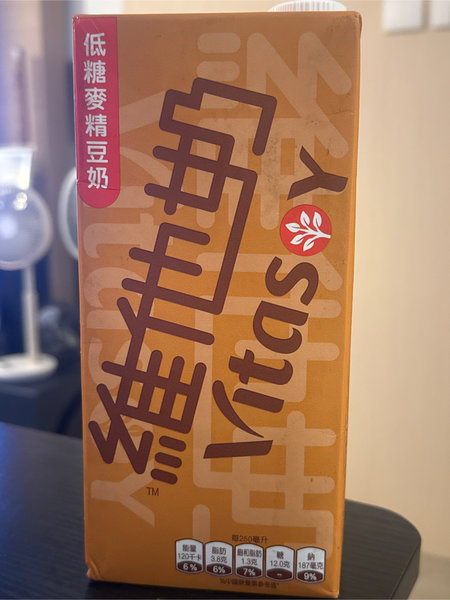 低糖麥精豆奶
維他奶
Vitasoy
TM
每250毫升
能量
120千卡
6%
脂肪
3.8克
6%
飽和脂肪
1.3克
7%
糖
12.0克
鈉
187毫克
9%